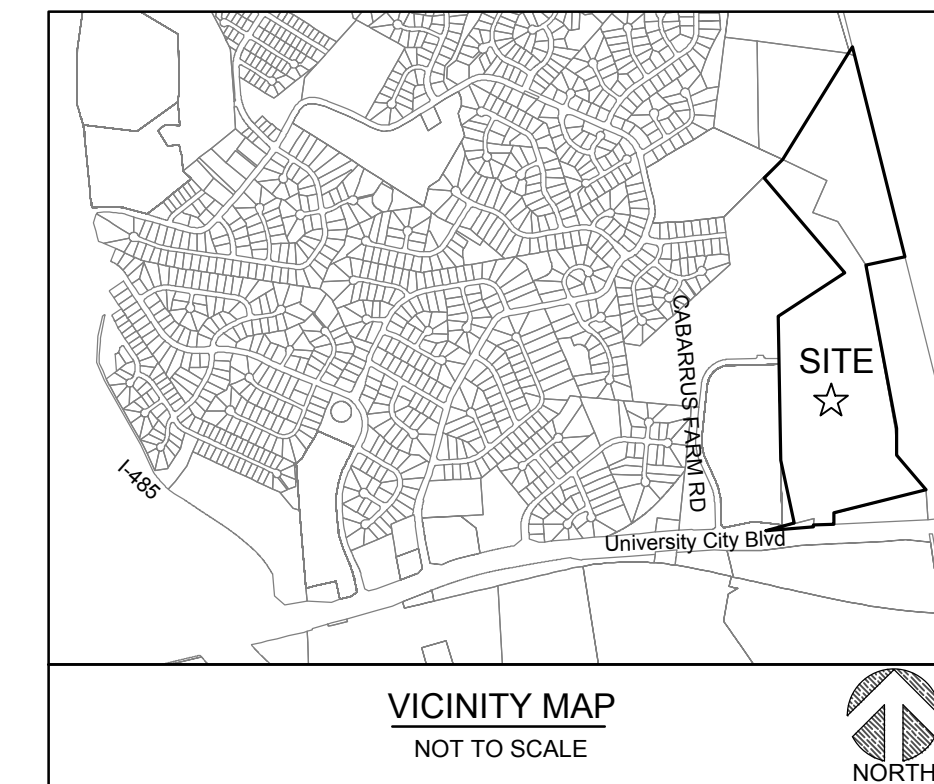 CABARRUS FARM RD
SITE
I-485
University City Blvd
VICINITY MAP
NOT TO SCALE
NORTH